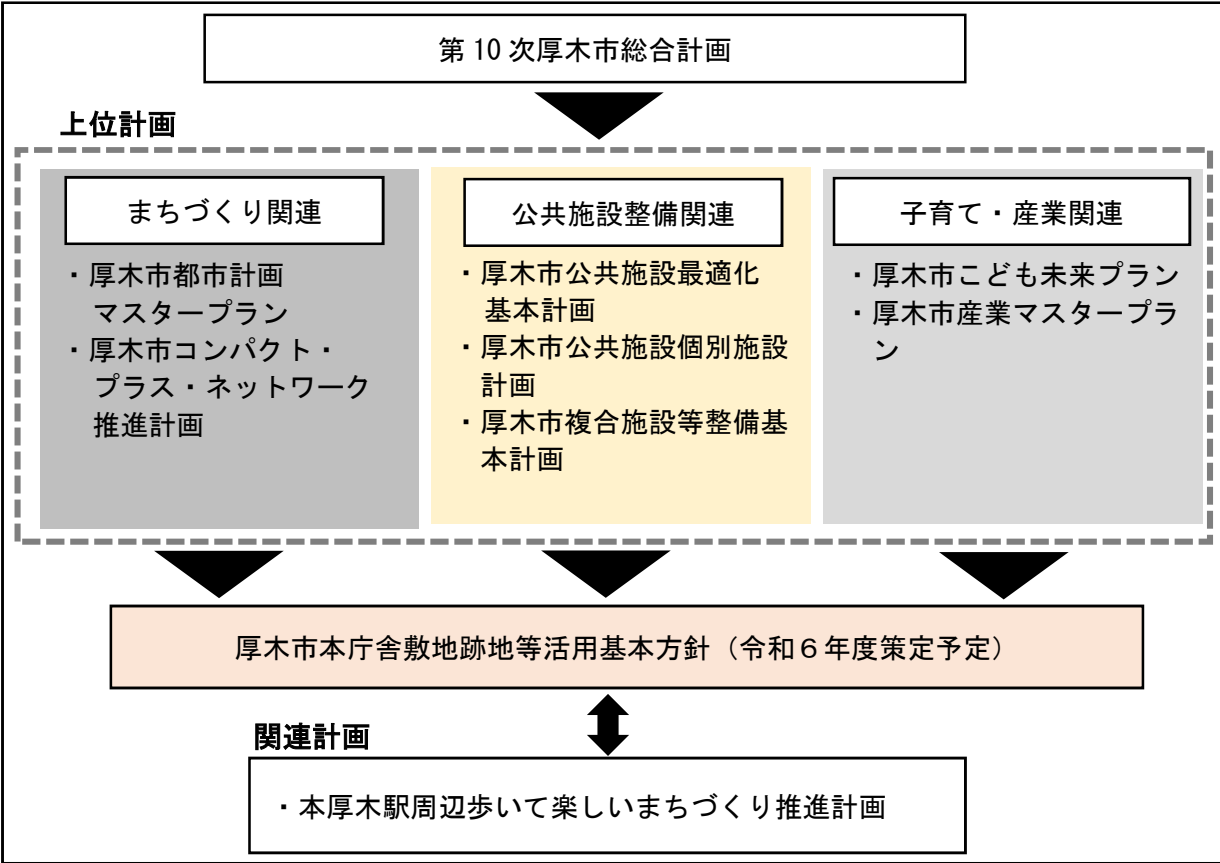 第10次厚木市総合計画
上位計画
まちづくり関連
・厚木市都市計画
マスタープラン
・厚木市コンパクト・
プラス・ネットワーク
推進計画
公共施設整備関連
・厚木市公共施設最適化
基本計画
・厚木市公共施設個別施設
計画
・厚木市複合施設等整備基
本計画
子育て・産業関連
・厚木市こども未来プラン
・厚木市産業マスタープラ
ン
厚木市本庁舎敷地跡地等活用基本方針（令和６年度策定予定）
関連計画
・本厚木駅周辺歩いて楽しいまちづくり推進計画